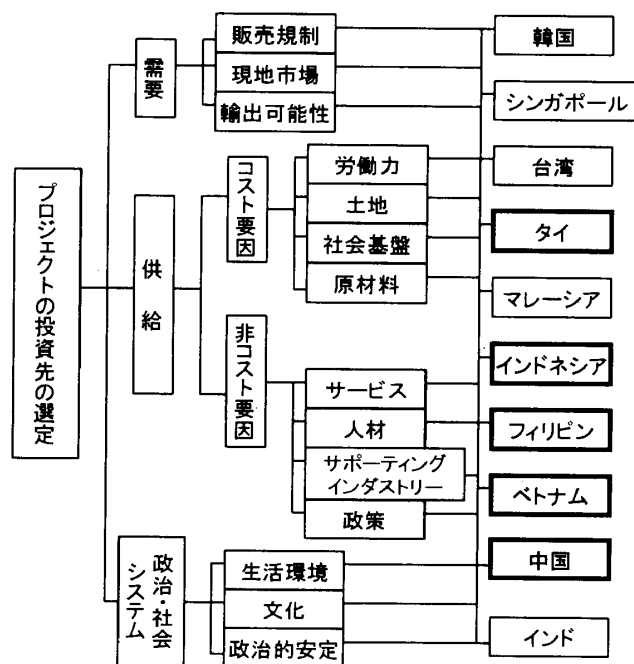 プロジェクトの投資先の選定
需要
販売規制
現地市場
輸出可能性
供給
コスト要因
労働力
土地
社会基盤
原材料
非コスト要因
サービス
人材
サポーティング
インダストリー
政策
政治・社会
システム
生活環境
文化
政治的安定
韓国
シンガポール
台湾
タイ
マレーシア
インドネシア
フィリピン
ベトナム
中国
インド